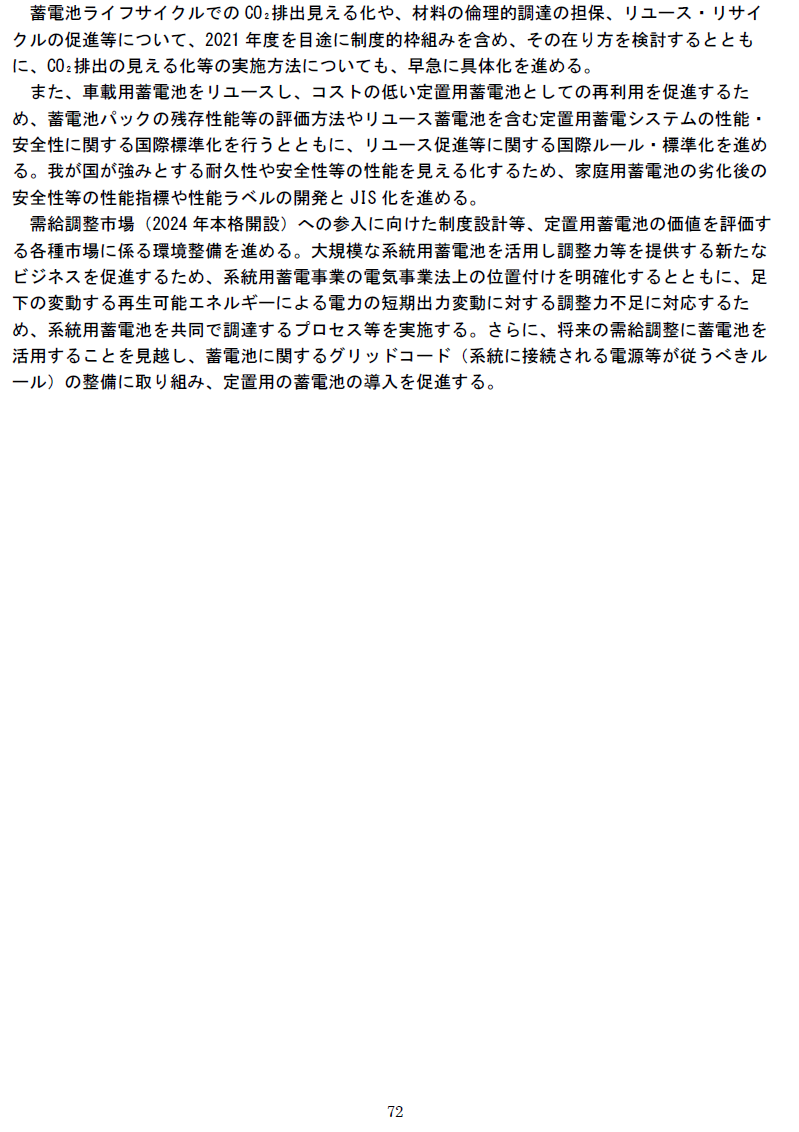 蓄電池ライフサイクルでの CO₂排出見える化や、材料の倫理的調達の担保、リユース・リサイ
クルの促進等について、2021 年度を目途に制度的枠組みを含め、その在り方を検討するととも
に、CO₂排出の見える化等の実施方法についても、早急に具体化を進める。
　また、車載用蓄電池をリユースし、コストの低い定置用蓄電池としての再利用を促進するた
め、蓄電池パックの残存性能等の評価方法やリユース蓄電池を含む定置用蓄電システムの性能・
安全性に関する国際標準化を行うとともに、リユース促進等に関する国際ルール・標準化を進め
る。我が国が強みとする耐久性や安全性等の性能を見える化するため、家庭用蓄電池の劣化後の
安全性等の性能指標や性能ラベルの開発と JIS 化を進める。
　需給調整市場（2024 年本格開設）への参入に向けた制度設計等、定置用蓄電池の価値を評価す
る各種市場に係る環境整備を進める。大規模な系統用蓄電池を活用し調整力等を提供する新たな
ビジネスを促進するため、系統用蓄電事業の電気事業法上の位置付けを明確化するとともに、足
下の変動する再生可能エネルギーによる電力の短期出力変動に対する調整力不足に対応するた
め、系統用蓄電池を共同で調達するプロセス等を実施する。さらに、将来の需給調整に蓄電池を
活用することを見越し、蓄電池に関するグリッドコード（系統に接続される電源等が従うべきル
ール）の整備に取り組み、定置用の蓄電池の導入を促進する。
72